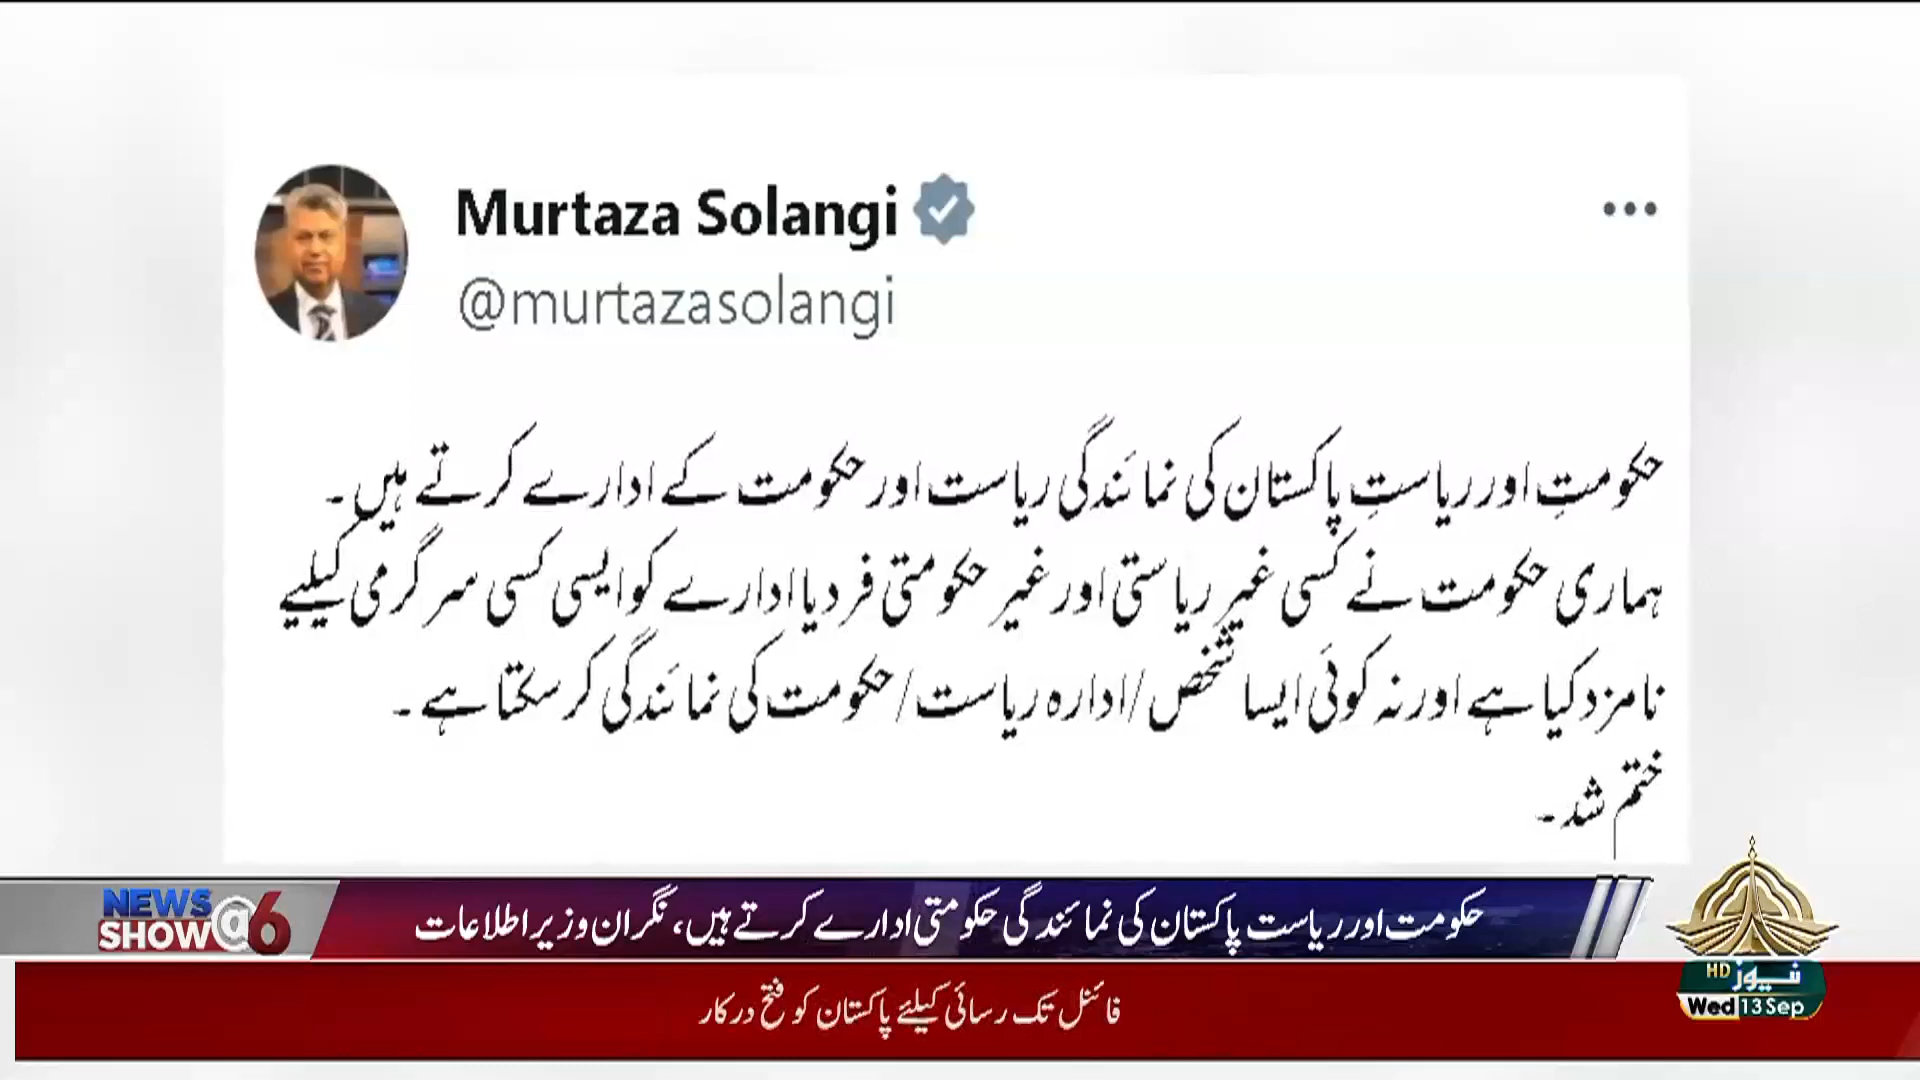 Murtaza Solangi
@murtazasolangi
حکومتِ اور ریاستِ پاکستان کی نمائندگی ریاست اور حکومت کے ادارے کرتے ہیں۔
ہماری حکومت نے کسی غیر ریاستی اور غیر حکومتی فرد یا ادارے کو ایسی کسی سرگرمی کیلیے
نامزد کیا ہے اور نہ کوئی ایسا شخص/ادارہ ریاست/حکومت کی نمائندگی کر سکتا ہے۔
ختم شد۔
NEWS SHOW @6
حکومت اور ریاست پاکستان کی نمائندگی حکومتی ادارے کرتے ہیں، نگران وزیر اطلاعات
HD نیوز
Wed 13 Sep
فائنل تک رسائی کیلئے پاکستان کو فتح درکار